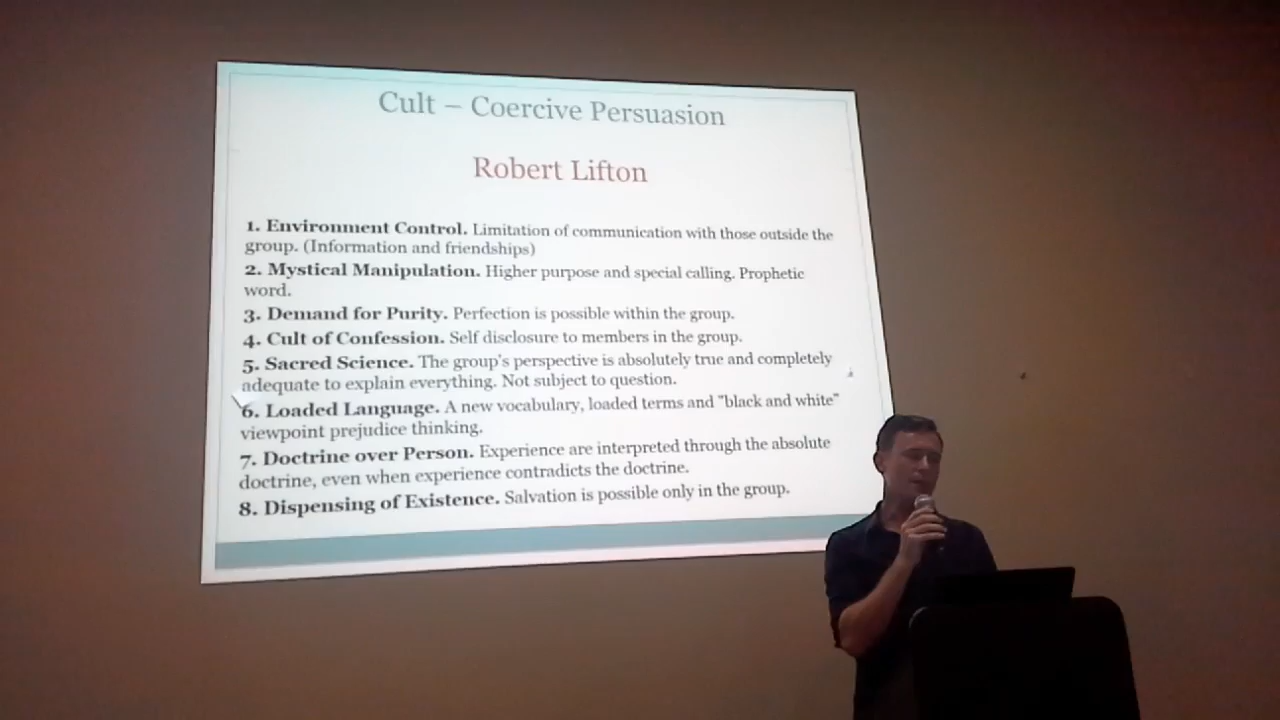 Cult – Coercive Persuasion
Robert Lifton
1. Environment Control. Limitation of communication with those outside the
group. (Information and friendships)
2. Mystical Manipulation. Higher purpose and special calling. Prophetic
word.
3. Demand for Purity. Perfection is possible within the group.
4. Cult of Confession. Self disclosure to members in the group.
5. Sacred Science. The group's perspective is absolutely true and completely
adequate to explain everything. Not subject to question.
6. Loaded Language. A new vocabulary, loaded terms and "black and white"
viewpoint prejudice thinking.
7. Doctrine over Person. Experience are interpreted through the absolute
doctrine, even when experience contradicts the doctrine.
8. Dispensing of Existence. Salvation is possible only in the group.